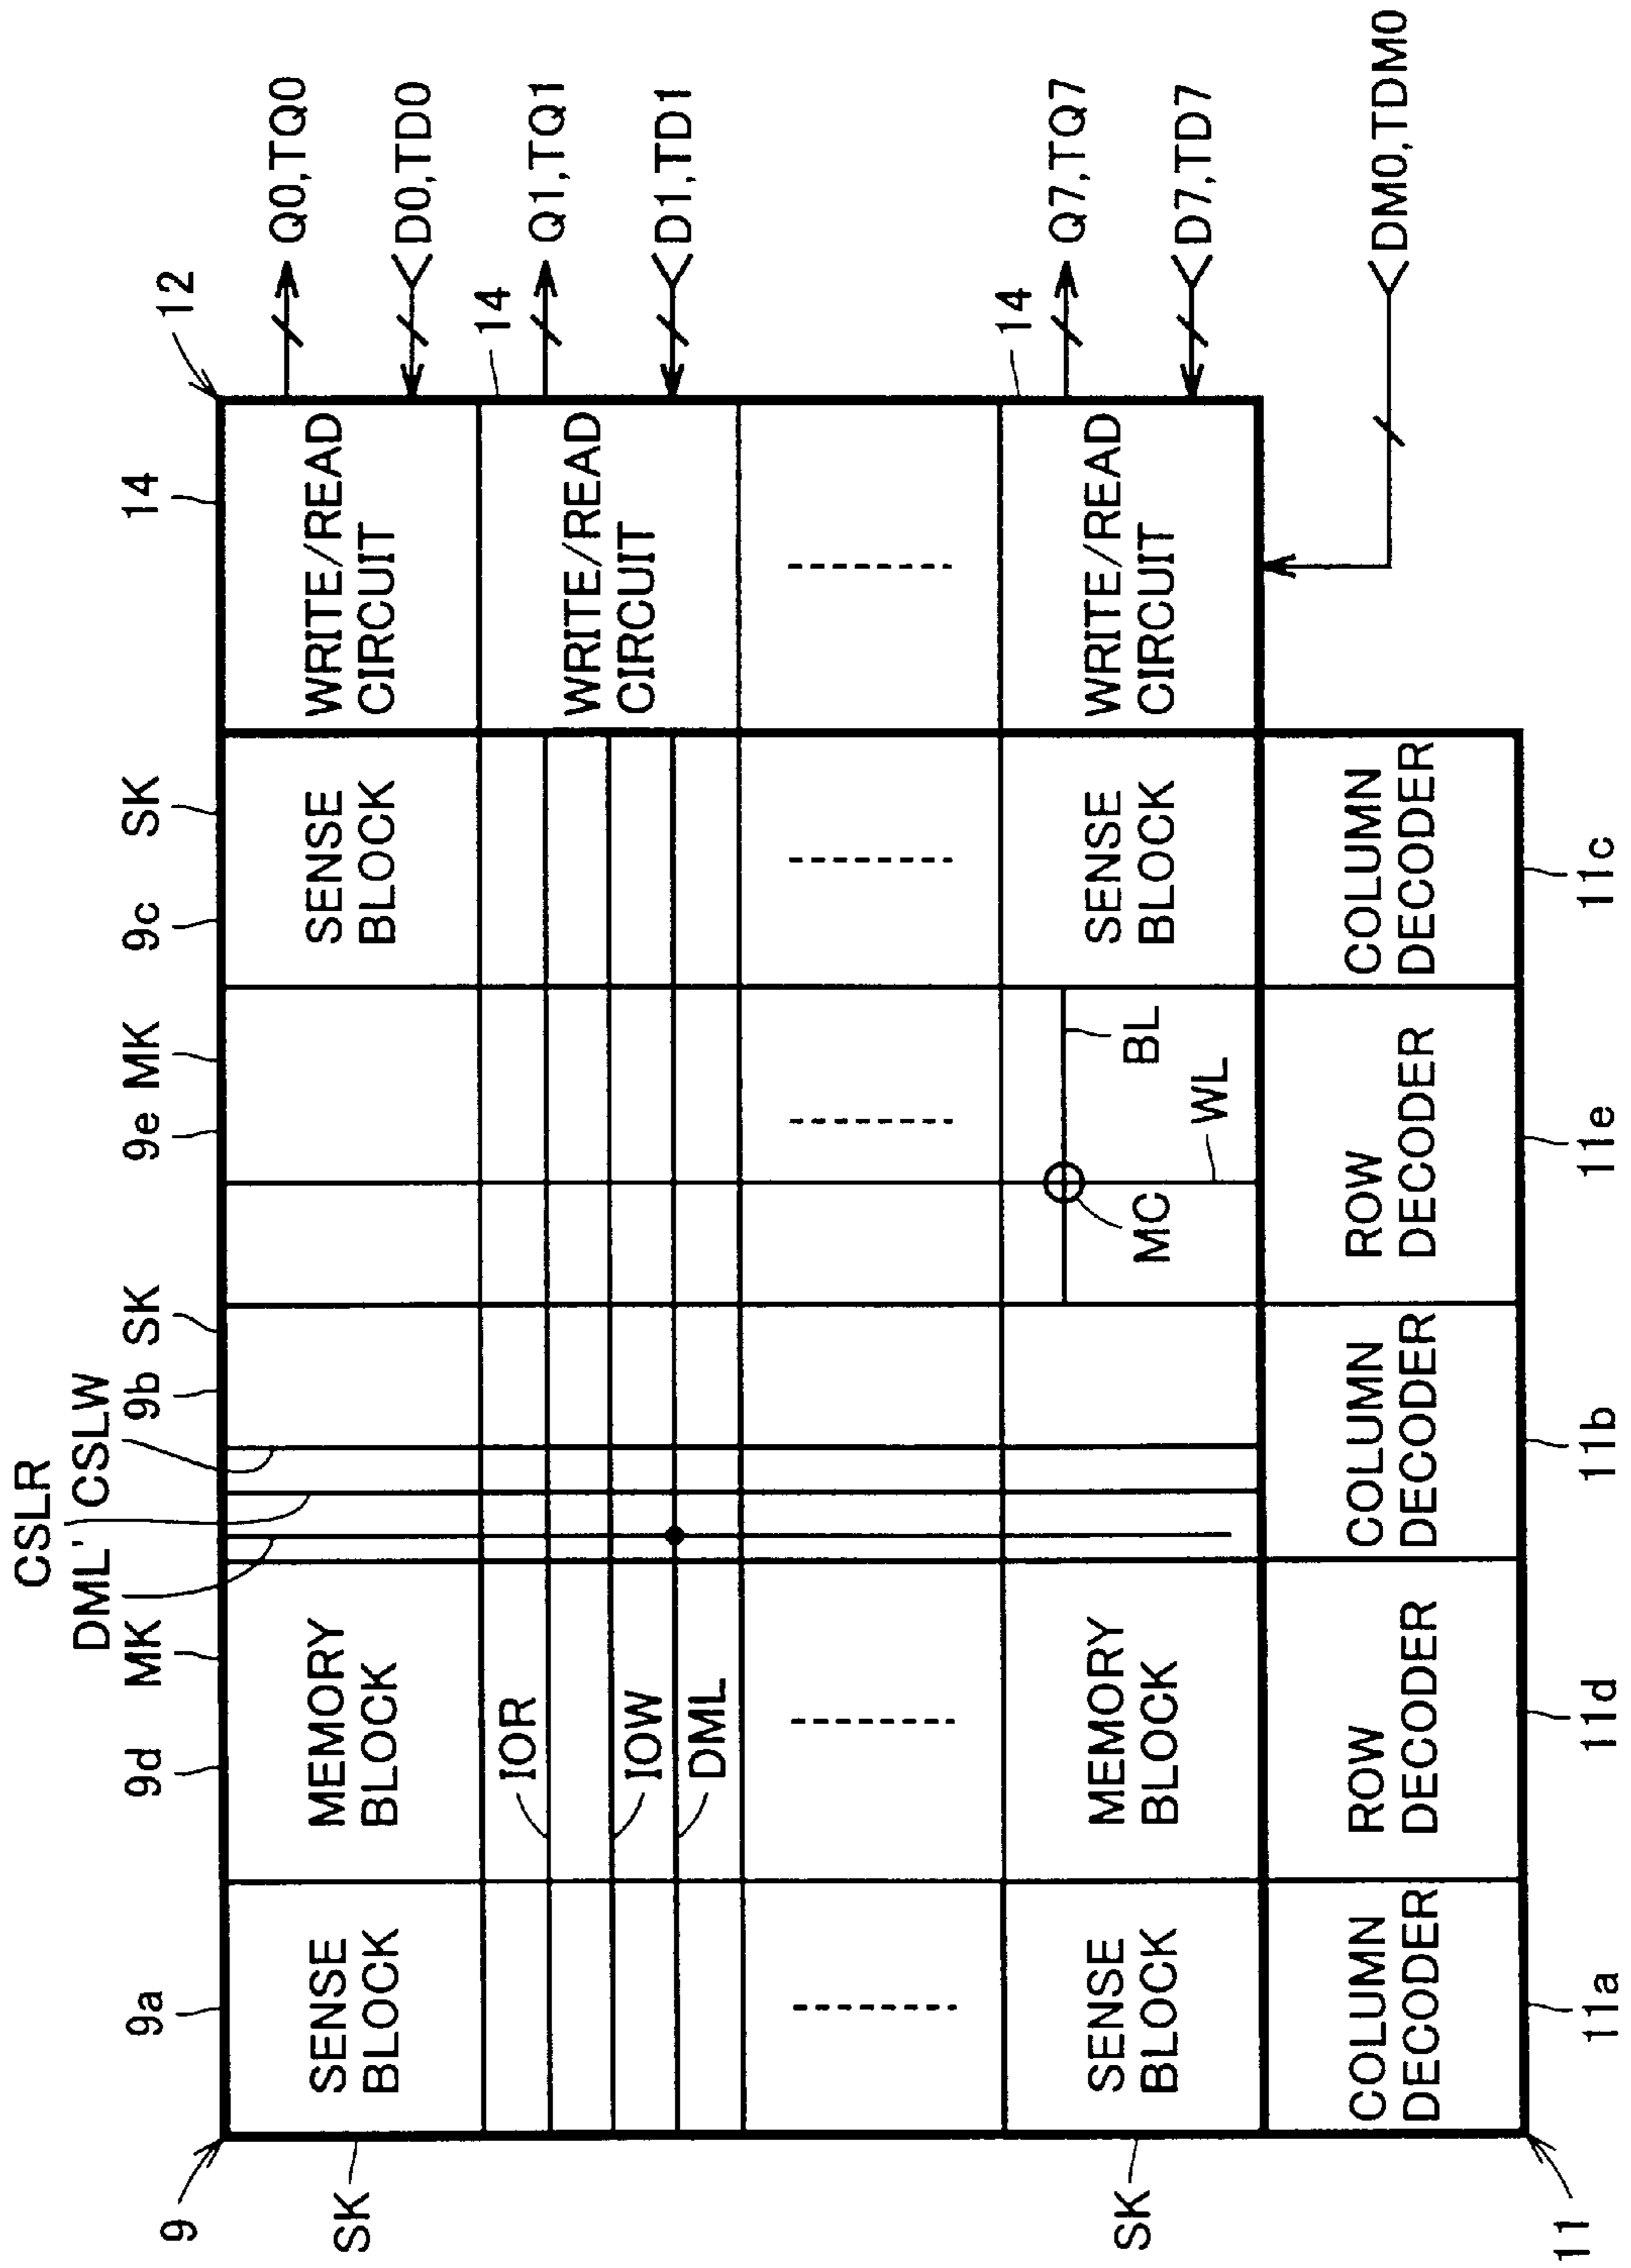 CSLR
DML' CSLW
9a
9d
MK
9b
SK
9e
MK
9c
SK
14
12
9
SK
SENSE
BLOCK
MEMORY
BLOCK
SENSE
BLOCK
WRITE/READ
CIRCUIT
Q0,TQ0
D0,TD0
14
IOR
IOW
DML
WRITE/READ
CIRCUIT
Q1,TQ1
D1,TD1
14
SK
SENSE
BLOCK
MEMORY
BLOCK
MC
BL
WL
SENSE
BLOCK
WRITE/READ
CIRCUIT
Q7,TQ7
D7,TD7
DM0,TDM0
COLUMN
DECODER
ROW
DECODER
COLUMN
DECODER
ROW
DECODER
COLUMN
DECODER
11
11a
11d
11b
11e
11c